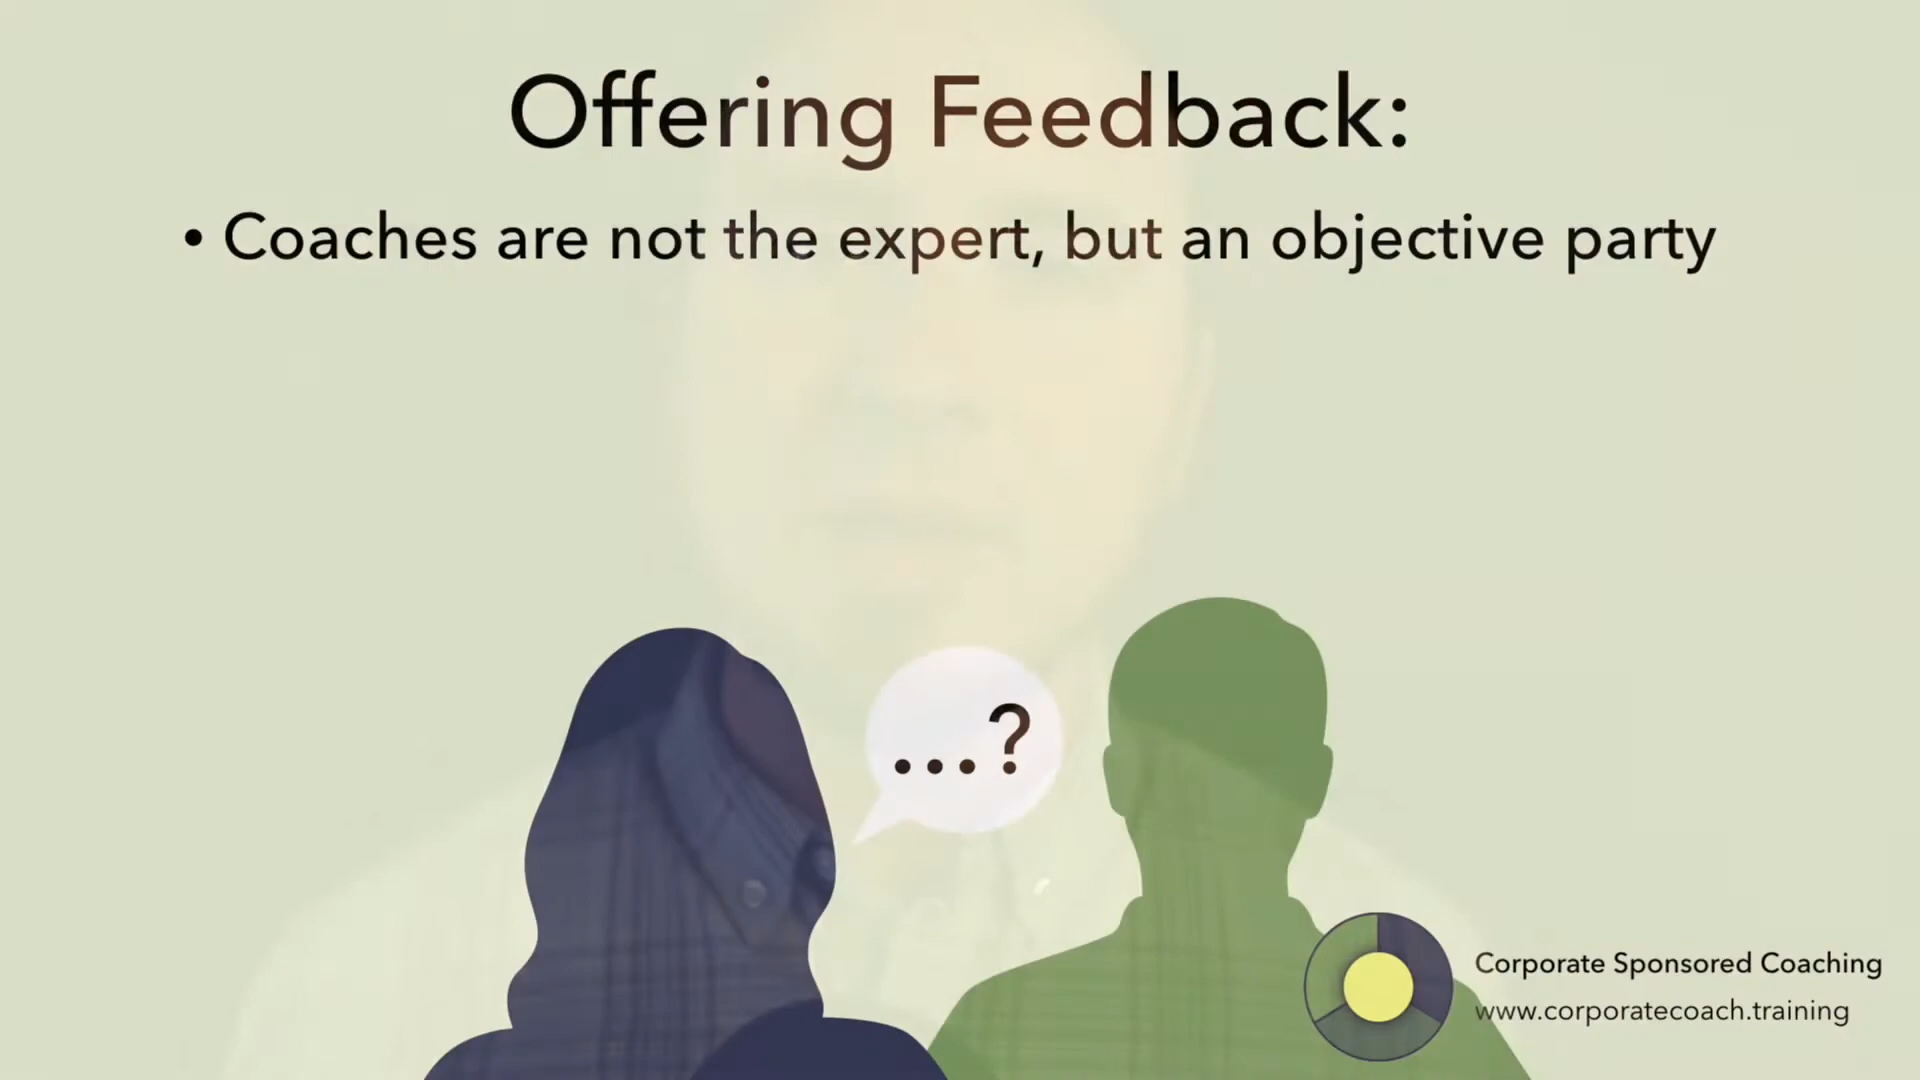 Offering Feedback:
• Coaches are not the expert, but an objective party
...?
Corporate Sponsored Coaching
www.corporatecoach.training